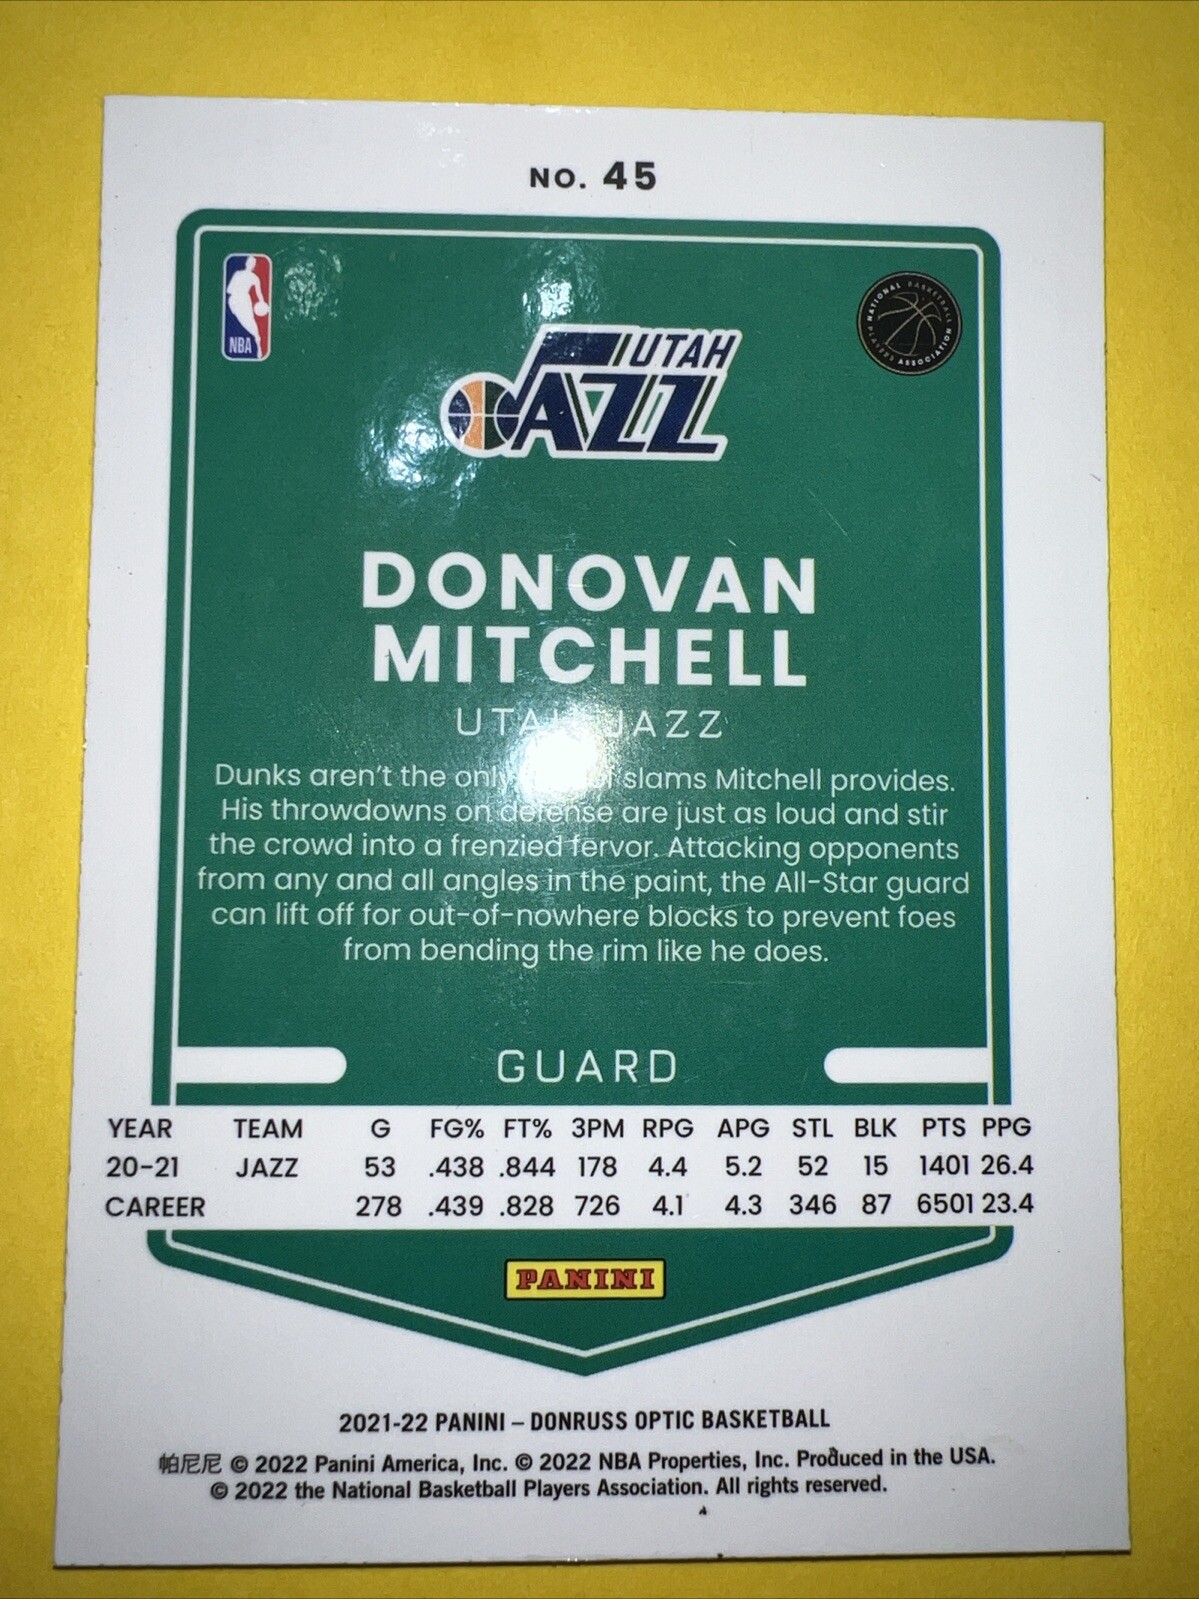 NO. 45
NBA
NATIONAL BASKETBALL PLAYERS ASSOCIATION
UTAH
JAZZ
DONOVAN
MITCHELL
UTAH JAZZ
Dunks aren't the only slams Mitchell provides.
His throwdowns on defense are just as loud and stir
the crowd into a frenzied fervor. Attacking opponents
from any and all angles in the paint, the All-Star guard
can lift off for out-of-nowhere blocks to prevent foes
from bending the rim like he does.
GUARD
YEAR TEAM G FG% FT% 3PM RPG APG STL BLK PTS PPG
20-21 JAZZ 53 .438 .844 178 4.4 5.2 52 15 1401 26.4
CAREER 278 .439 .828 726 4.1 4.3 346 87 6501 23.4
PANINI
2021-22 PANINI – DONRUSS OPTIC BASKETBALL
帕尼尼 © 2022 Panini America, Inc. © 2022 NBA Properties, Inc. Produced in the USA.
© 2022 the National Basketball Players Association. All rights reserved.